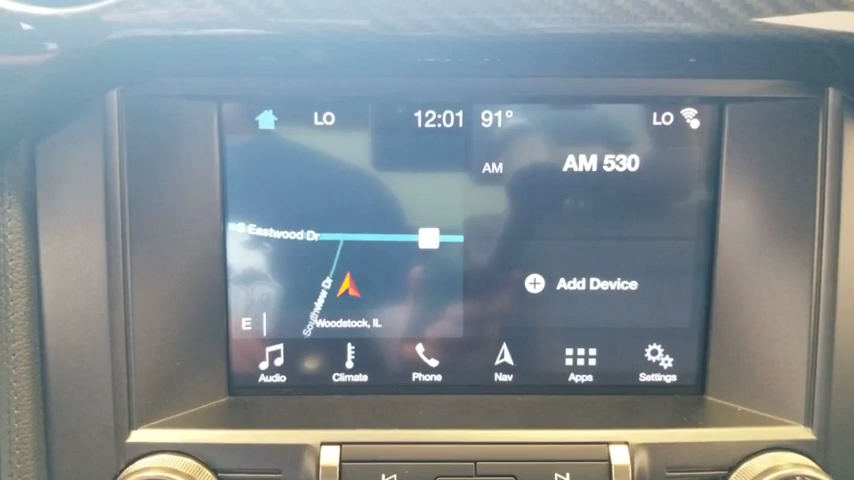 LO 12:01 91° LO
AM AM 530
S Eastwood Dr
Southview Dr
Add Device
E
Woodstock, IL
Audio Climate Phone Nav Apps Settings